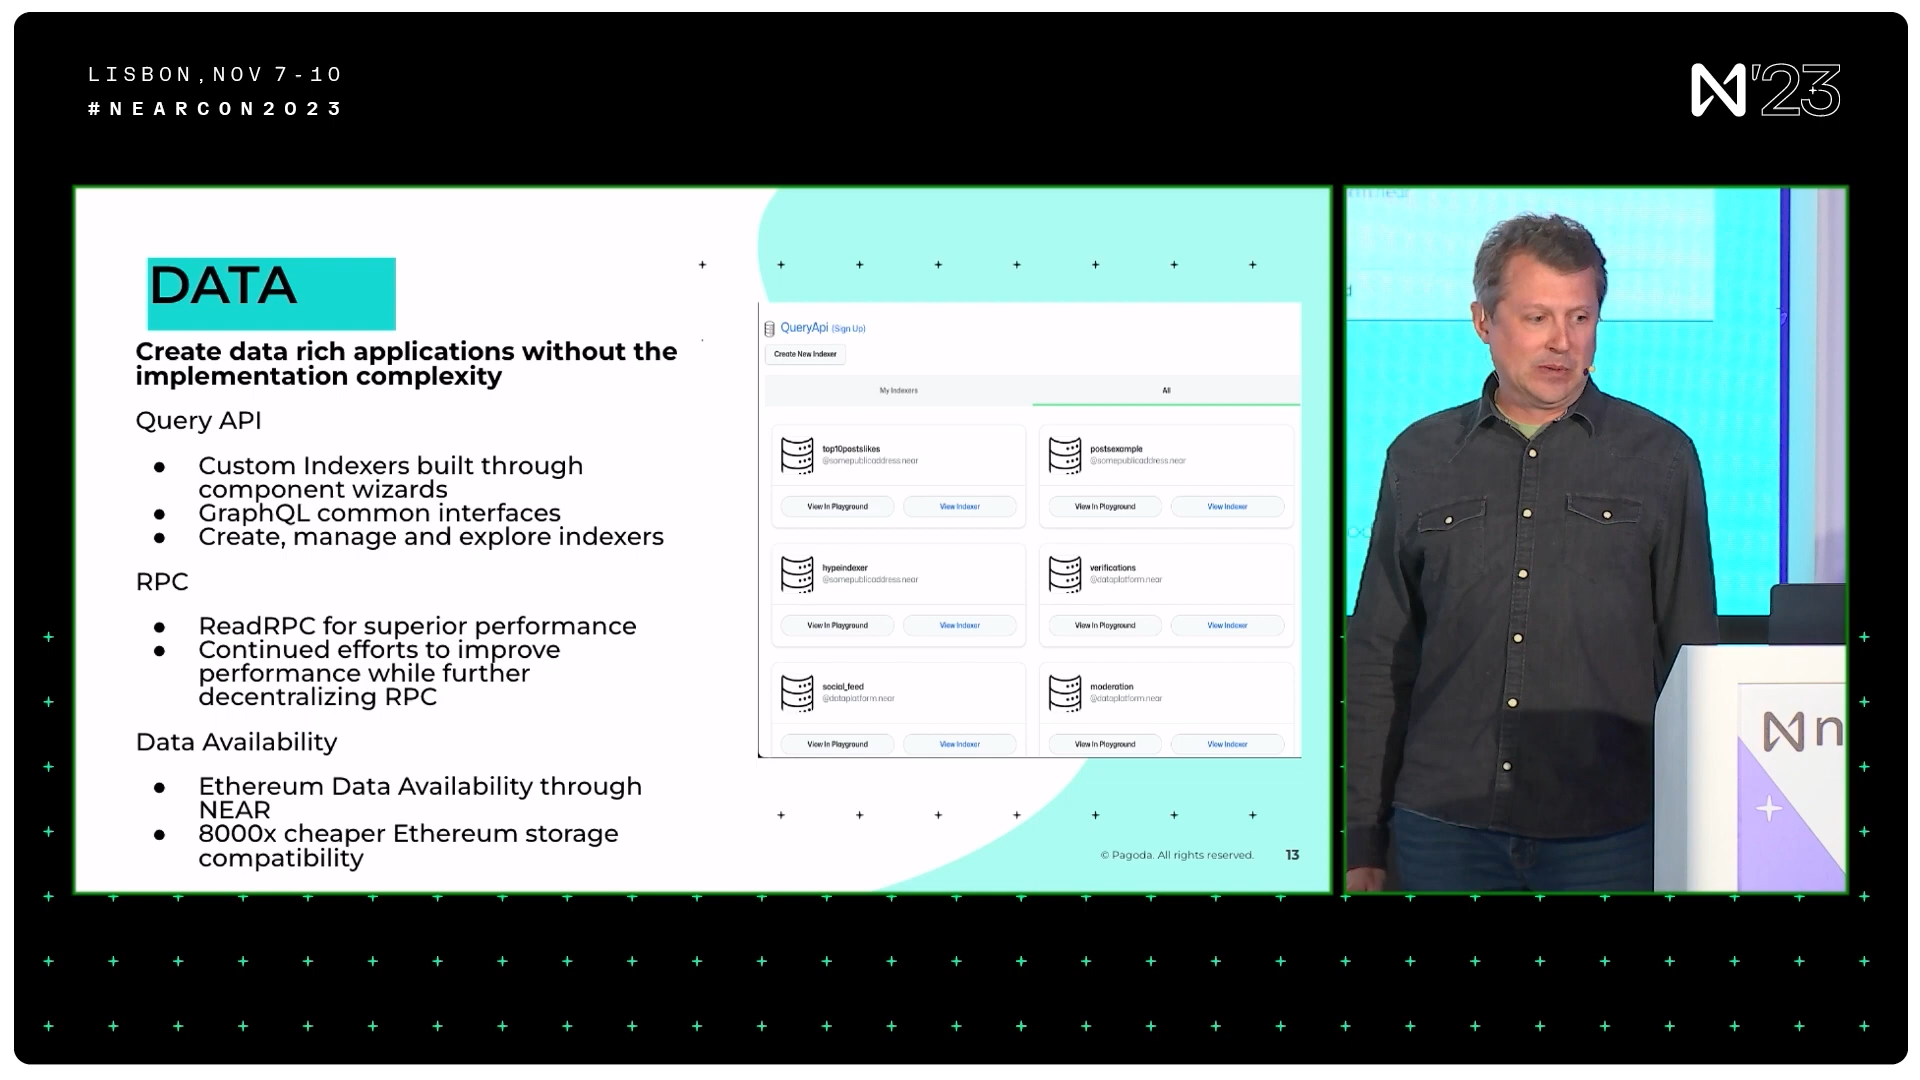 LISBON, NOV 7-10
#NEARCON2023
'23
DATA
Create data rich applications without the
implementation complexity
Query API
● Custom Indexers built through
component wizards
● GraphQL common interfaces
● Create, manage and explore indexers
RPC
● ReadRPC for superior performance
● Continued efforts to improve
performance while further
decentralizing RPC
Data Availability
● Ethereum Data Availability through
NEAR
● 8000x cheaper Ethereum storage
compatibility
QueryApi (Sign Up)
Create New Indexer
My Indexers All
top10postslikes
@somepublicaddress.near
View In Playground View Indexer
postsexample
@somepublicaddress.near
View In Playground View Indexer
hypeindexer
@somepublicaddress.near
View In Playground View Indexer
verifications
@dataplatform.near
View In Playground View Indexer
social_feed
@dataplatform.near
View In Playground View Indexer
moderation
@dataplatform.near
View In Playground View Indexer
© Pagoda. All rights reserved. 13
n